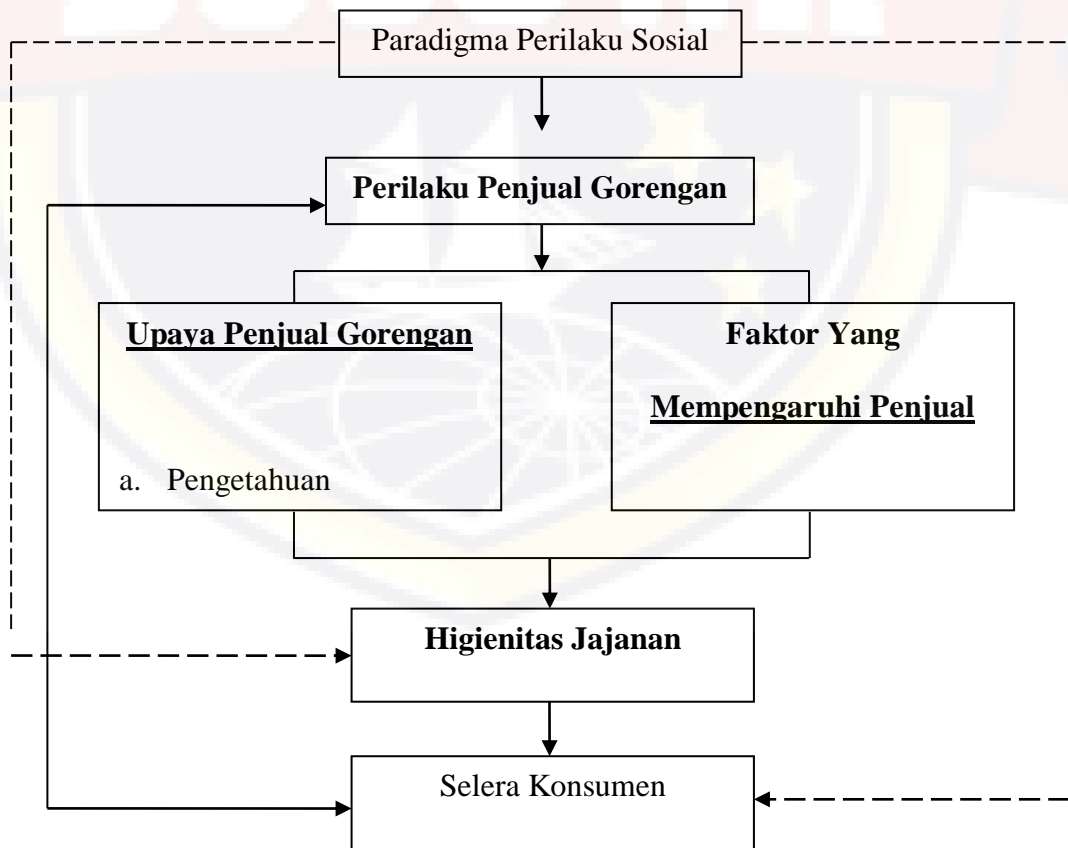 Paradigma Perilaku Sosial
Perilaku Penjual Gorengan
Upaya Penjual Gorengan
a. Pengetahuan
Faktor Yang
Mempengaruhi Penjual
Higienitas Jajanan
Selera Konsumen